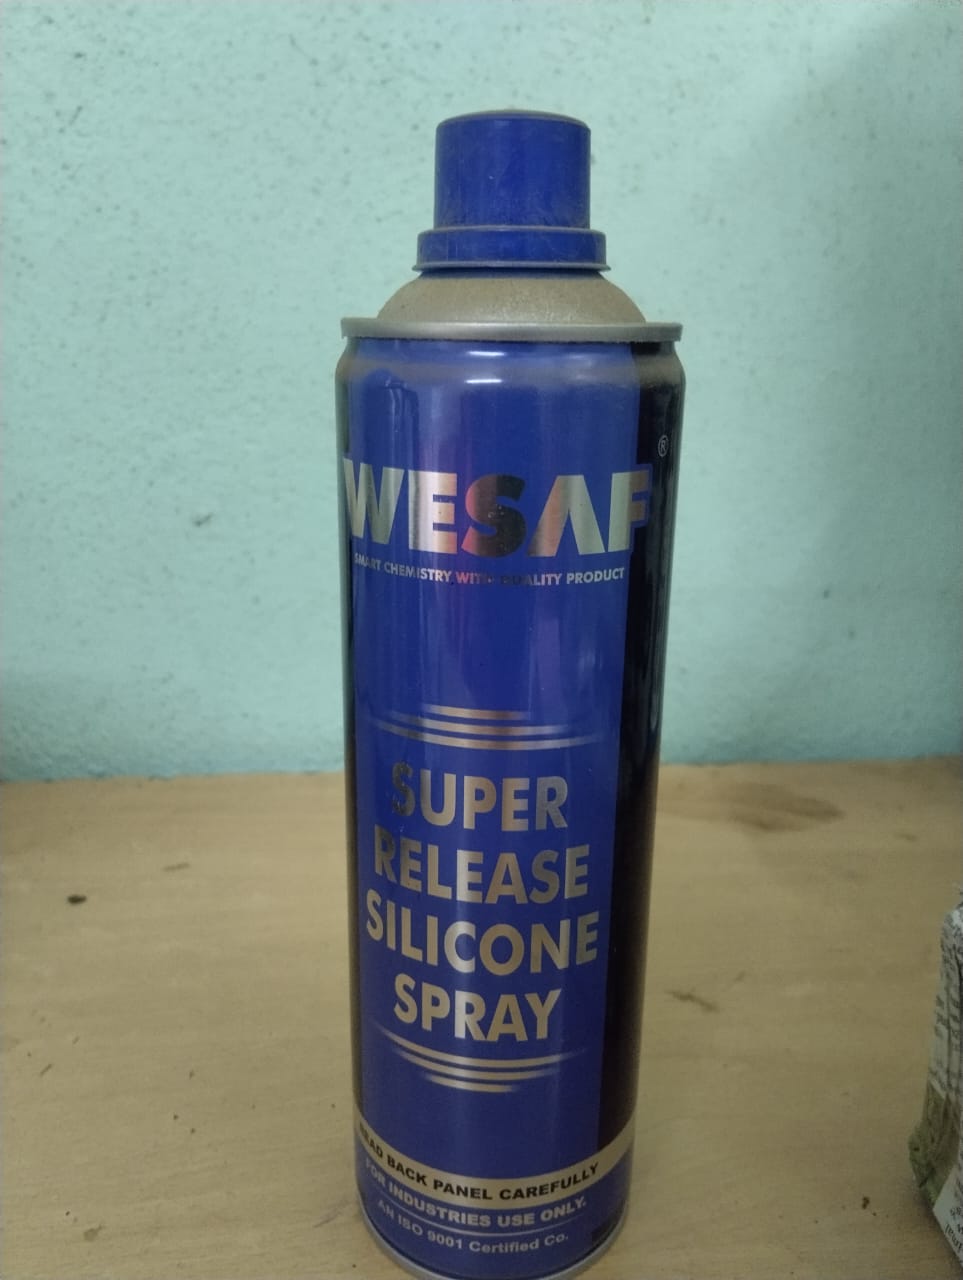 WESAF®
SMART CHEMISTRY WITH QUALITY PRODUCT
SUPER
RELEASE
SILICONE
SPRAY
READ BACK PANEL CAREFULLY
FOR INDUSTRIES USE ONLY.
AN ISO 9001 Certified Co.